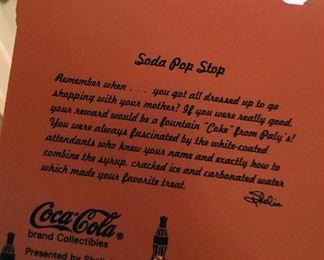 Soda Pop Stop
Remember when . . . you got all dressed up to go
shopping with your mother? If you were really good
your reward would be a fountain "Coke" from Paty's!
You were always fascinated by the white-coated
attendants who knew your name and exactly how to
combine the syrup, cracked ice and carbonated water
which made your favorite treat.
Shelia
Coca-Cola®
brand Collectibles
Presented by